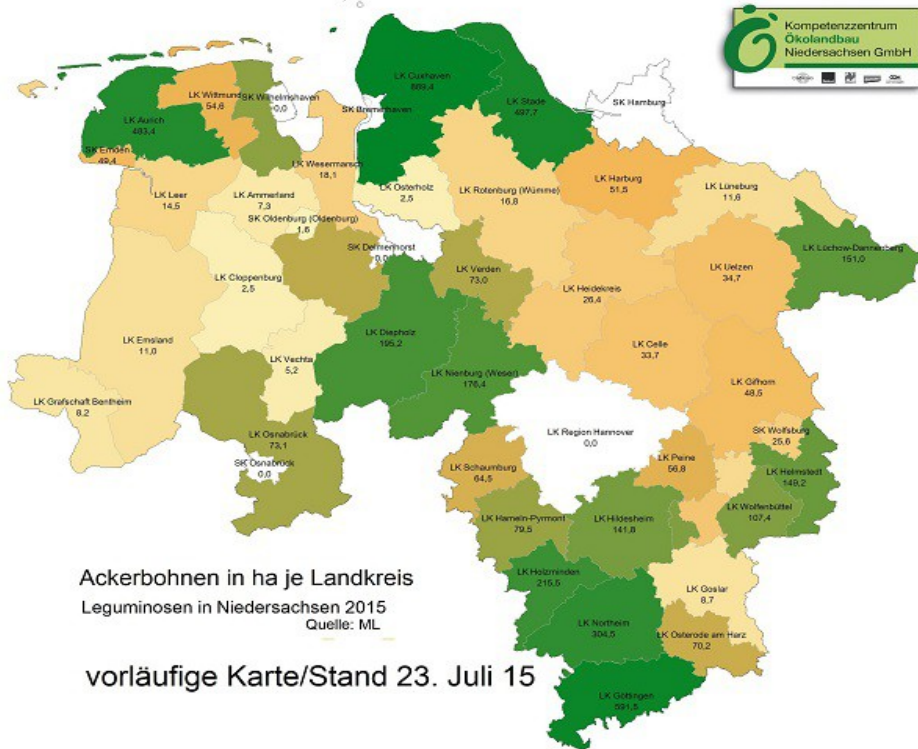 Kompetenzzentrum
Ökolandbau
Niedersachsen GmbH
LK Cuxhaven
869,4
LK Stade
497,7
SK Hamburg
LK Wittmund
54,6
SK Wilhelmshaven
0,0
SK Bremerhaven
LK Aurich
483,4
SK Emden
49,4
LK Wesermarsch
18,1
LK Leer
14,5
LK Ammerland
7,3
LK Osterholz
2,5
LK Rotenburg (Wümme)
16,8
LK Harburg
51,5
LK Lüneburg
11,6
SK Oldenburg (Oldenburg)
1,6
SK Delmenhorst
0,0
LK Verden
73,0
LK Lüchow-Dannenberg
151,0
LK Uelzen
34,7
LK Cloppenburg
2,5
LK Heidekreis
26,4
LK Emsland
11,0
LK Diepholz
195,2
LK Celle
33,7
LK Vechta
5,2
LK Nienburg (Weser)
176,4
LK Gifhorn
48,5
LK Grafschaft Bentheim
8,2
LK Osnabrück
73,1
LK Region Hannover
0,0
SK Wolfsburg
25,6
SK Osnabrück
0,0
LK Schaumburg
64,5
LK Peine
56,8
LK Helmstedt
149,2
LK Wolfenbüttel
107,4
LK Hameln-Pyrmont
79,5
LK Hildesheim
141,8
LK Holzminden
215,5
LK Goslar
8,7
LK Northeim
304,5
LK Osterode am Harz
70,2
LK Göttingen
591,5
Ackerbohnen in ha je Landkreis
Leguminosen in Niedersachsen 2015
Quelle: ML
vorläufige Karte/Stand 23. Juli 15